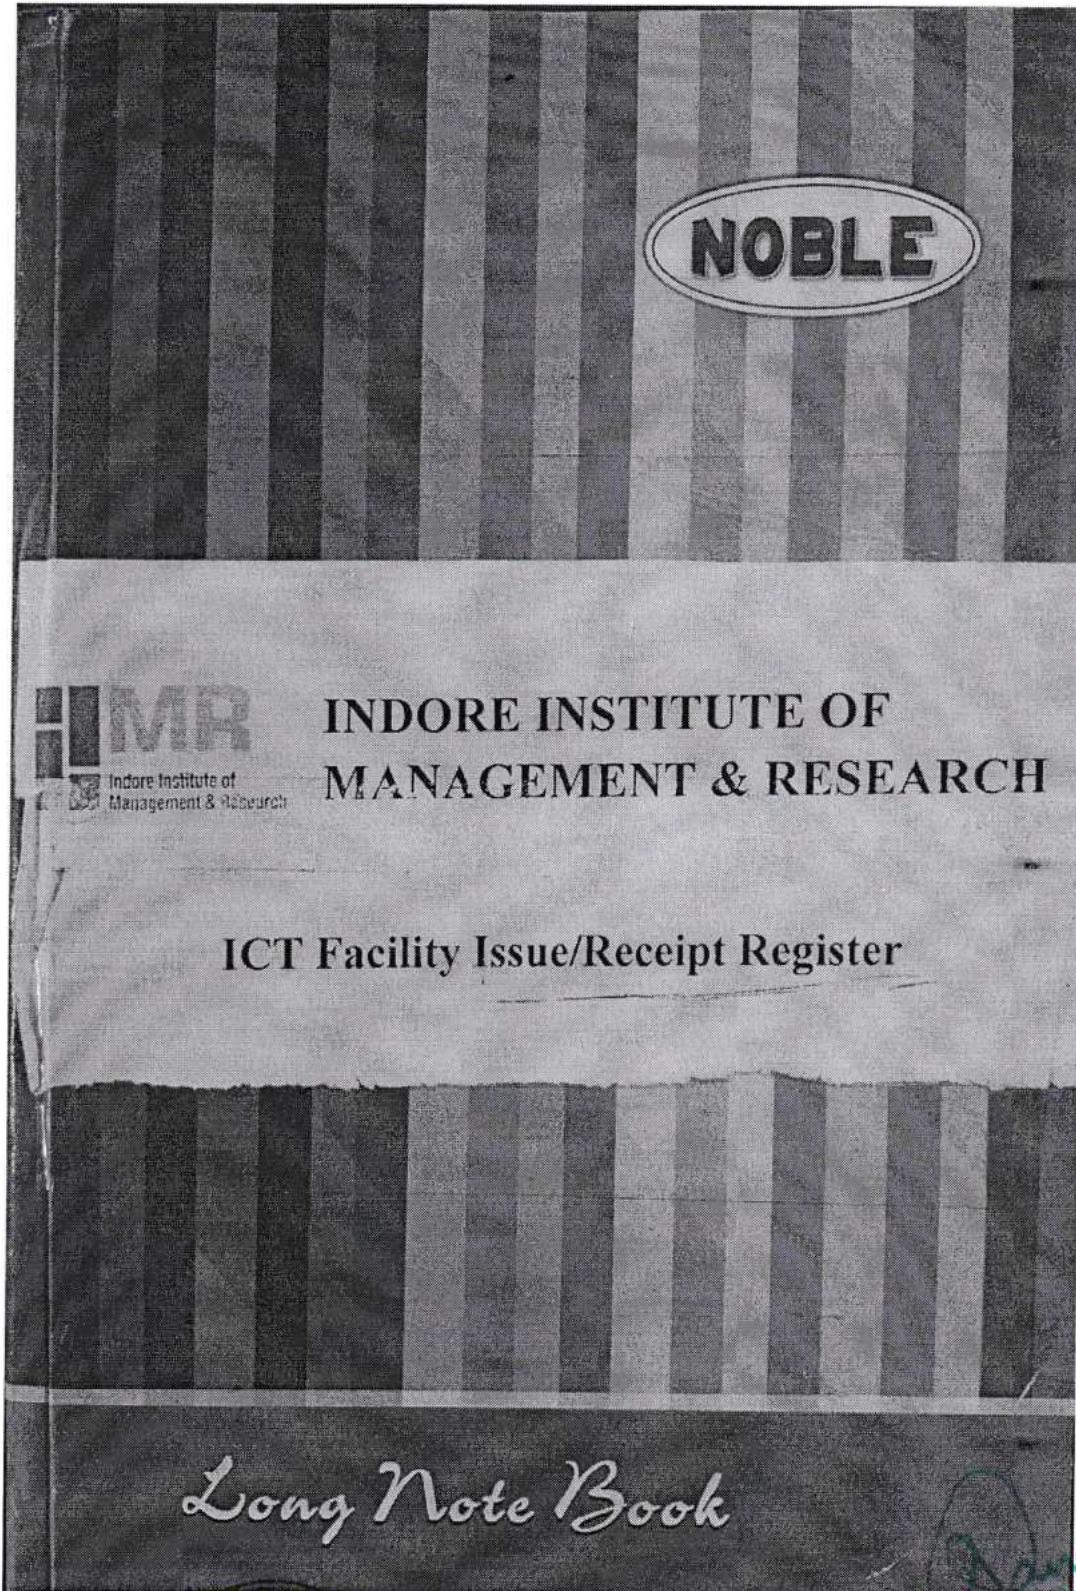 NOBLE
IIMR
Indore Institute of
Management & Research
INDORE INSTITUTE OF
MANAGEMENT & RESEARCH
ICT Facility Issue/Receipt Register
Long Note Book